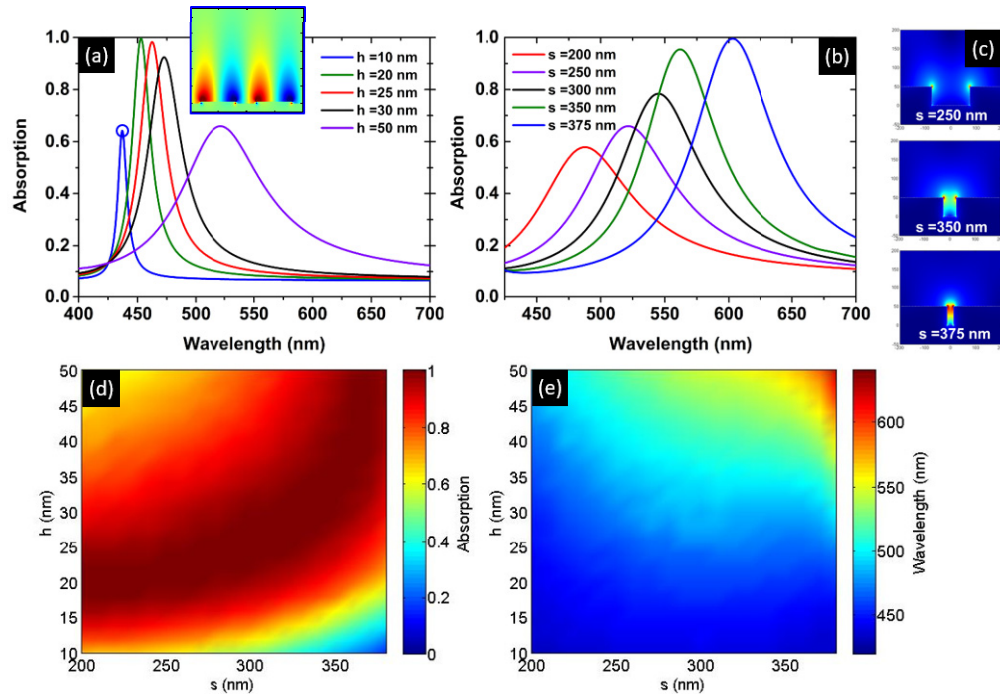 (a)
h =10 nm
h =20 nm
h =25 nm
h =30 nm
h =50 nm
Absorption
1.0
0.8
0.6
0.4
0.2
0.0
400 450 500 550 600 650 700
Wavelength (nm)
(b)
s =200 nm
s =250 nm
s =300 nm
s =350 nm
s =375 nm
Absorption
1.0
0.8
0.6
0.4
0.2
0.0
450 500 550 600 650 700
Wavelength (nm)
(c)
s =250 nm
s =350 nm
s =375 nm
(d)
h (nm)
50
45
40
35
30
25
20
15
10
200 250 300 350
s (nm)
1
0.8
0.6
0.4
0.2
0
Absorption
(e)
h (nm)
50
45
40
35
30
25
20
15
10
200 250 300 350
s (nm)
600
550
500
450
Wavelength (nm)